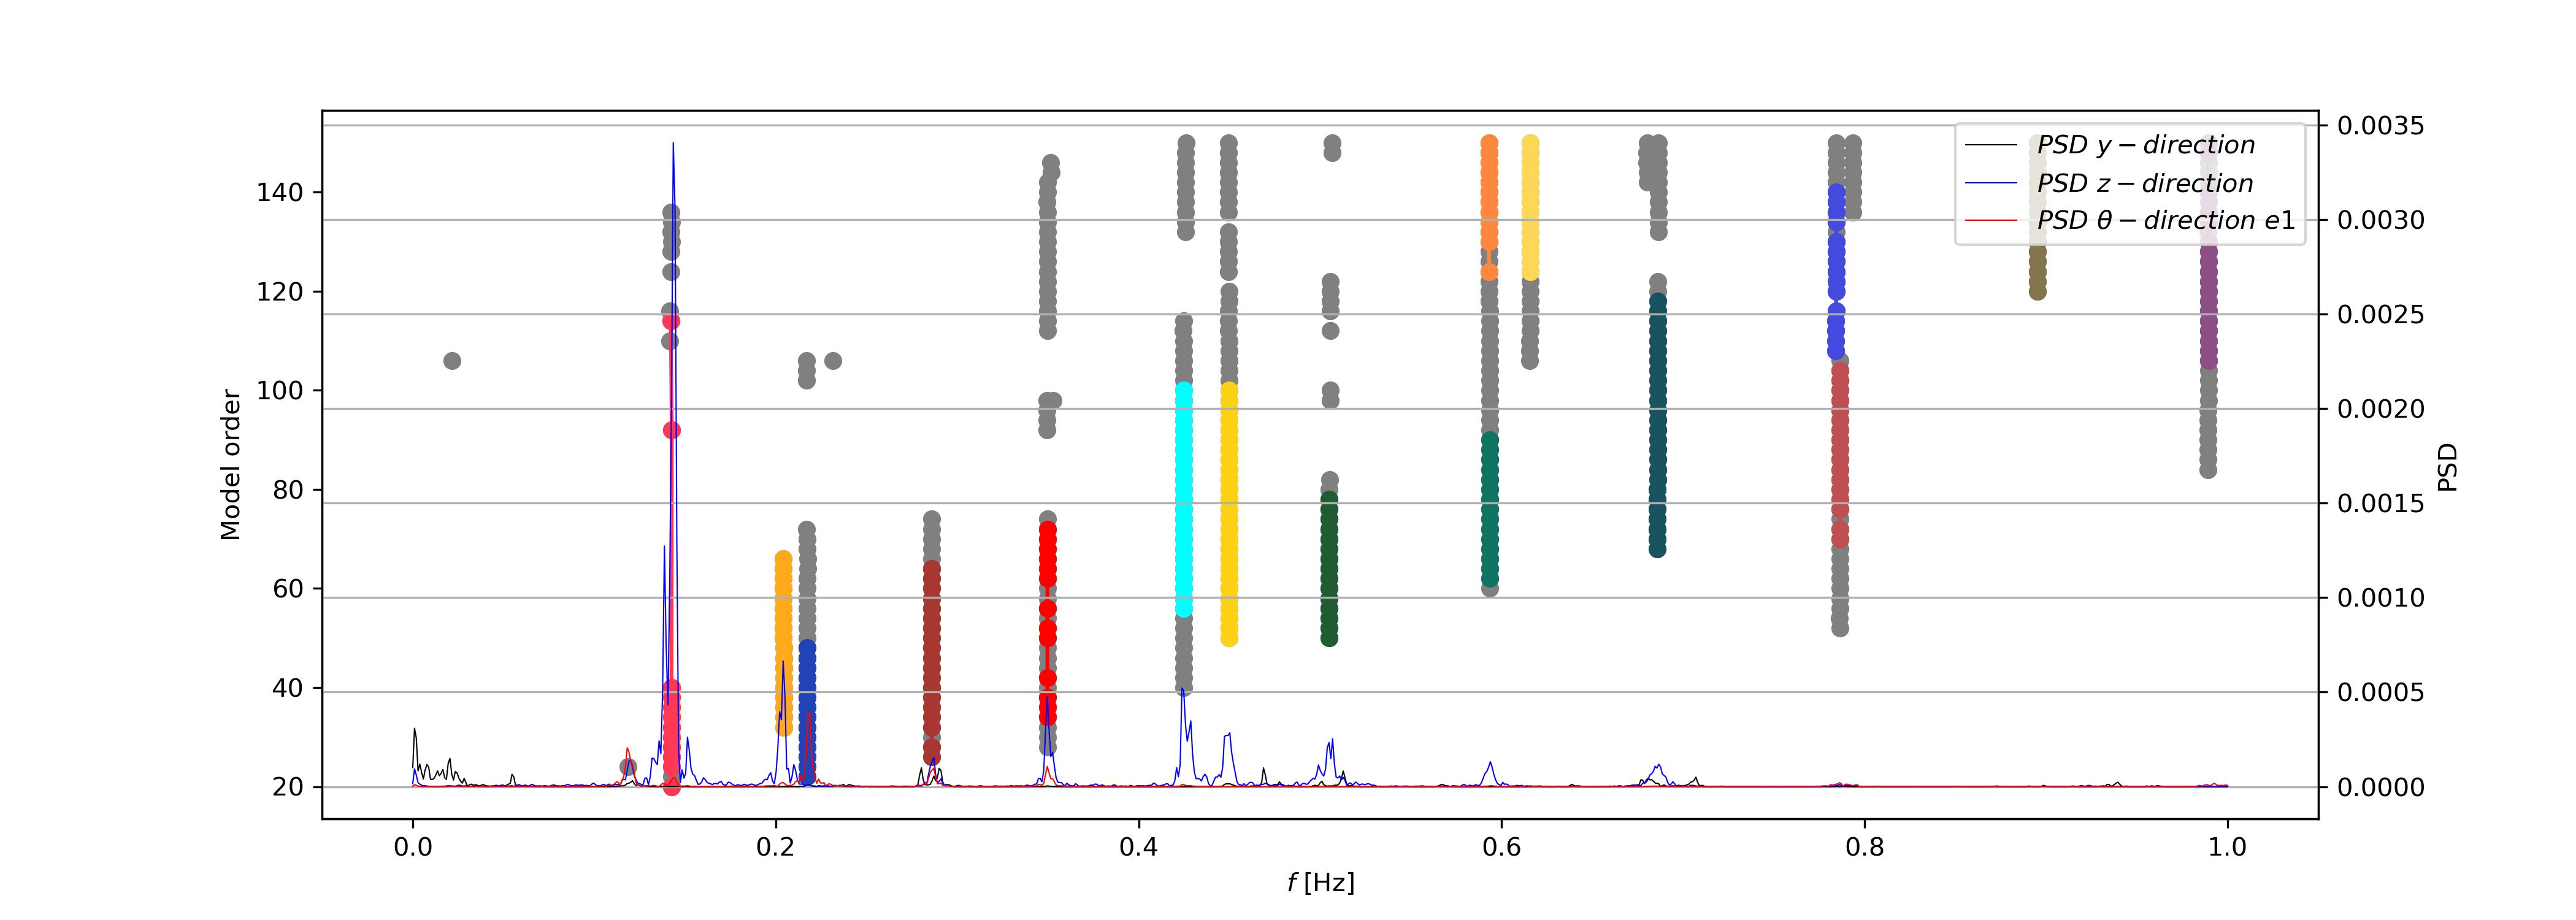 PSD y − direction
PSD z − direction
PSD θ − direction e1
Model order
140
120
100
80
60
40
20
0.0035
0.0030
0.0025
0.0020
0.0015
0.0010
0.0005
0.0000
PSD
0.0 0.2 0.4 0.6 0.8 1.0
f [Hz]